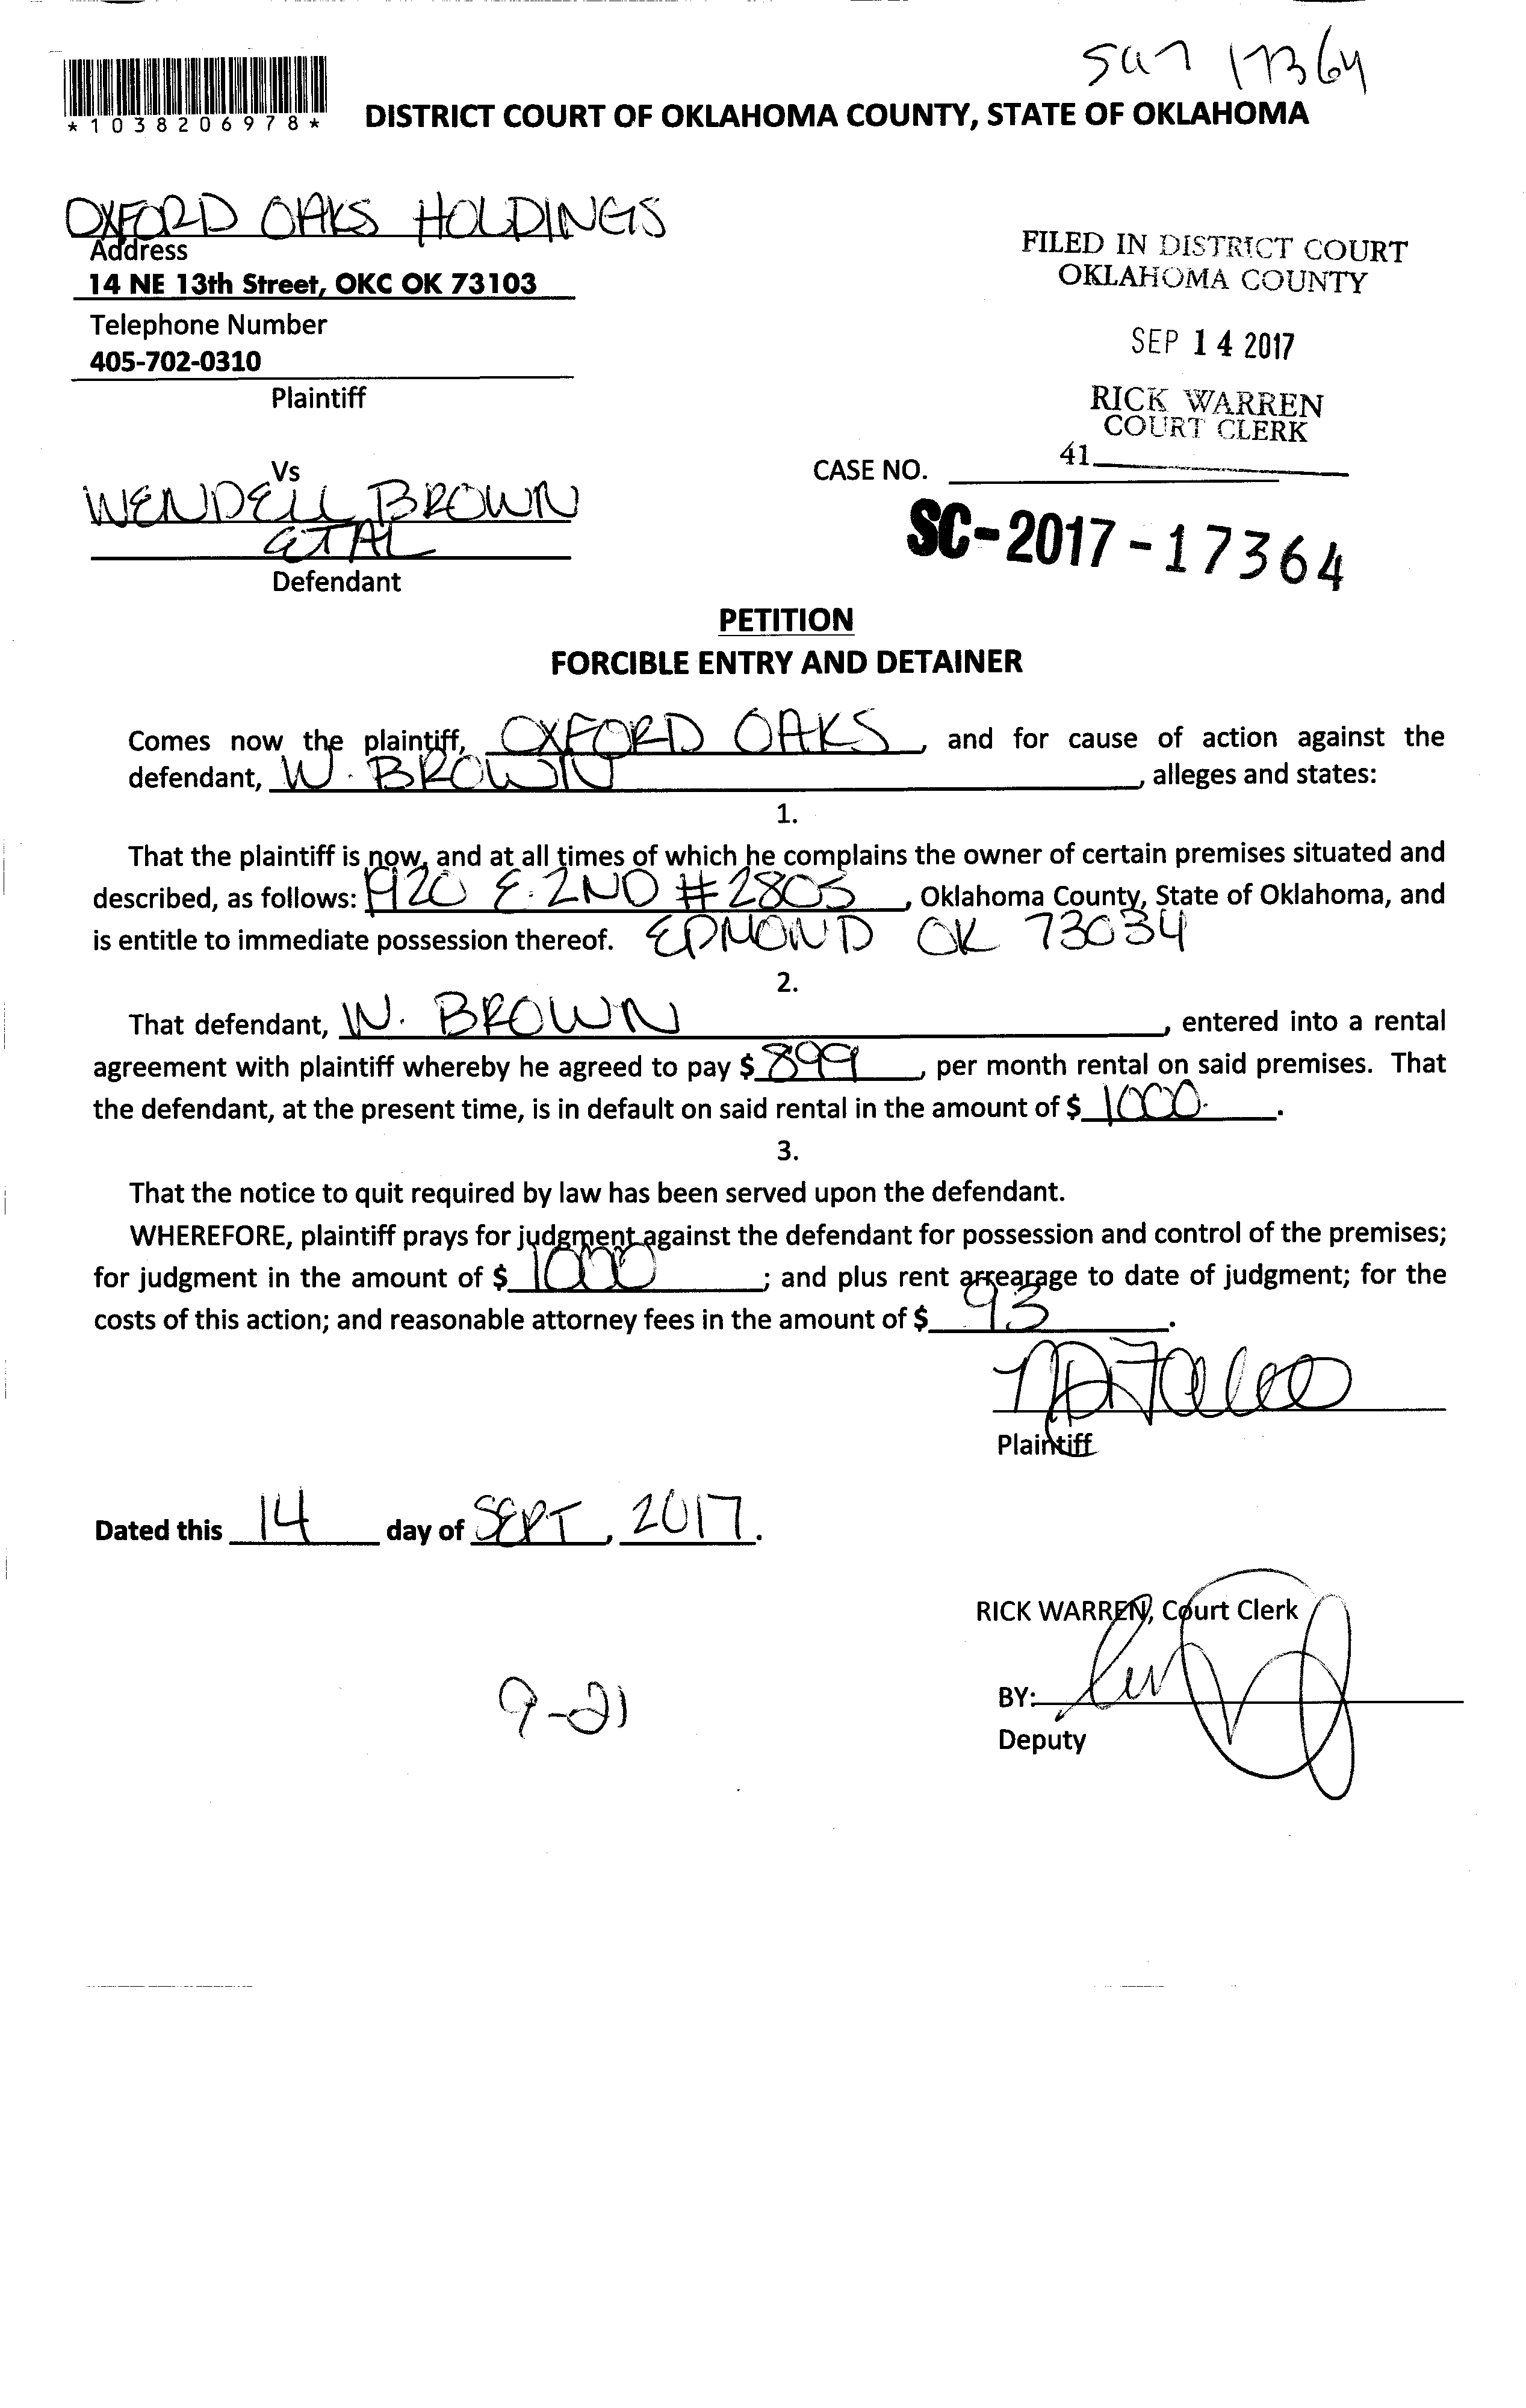 SC17 17364
*1038206978*
DISTRICT COURT OF OKLAHOMA COUNTY, STATE OF OKLAHOMA
OXFORD OAKS HOLDINGS
Address
14 NE 13th Street, OKC OK 73103
Telephone Number
405-702-0310
Plaintiff
FILED IN DISTRICT COURT
OKLAHOMA COUNTY
SEP 14 2017
RICK WARREN
COURT CLERK
41
Vs
WENDELL BROWN
ETAL
Defendant
CASE NO.
SC-2017-17364
PETITION
FORCIBLE ENTRY AND DETAINER
Comes now the plaintiff, OXFORD OAKS, and for cause of action against the
defendant, W. BROWN, alleges and states:
1.
That the plaintiff is now, and at all times of which he complains the owner of certain premises situated and
described, as follows: 1920 E. 2ND #2805, Oklahoma County, State of Oklahoma, and
is entitle to immediate possession thereof. EDMOND OK 73034
2.
That defendant, W. BROWN, entered into a rental
agreement with plaintiff whereby he agreed to pay $ 899, per month rental on said premises. That
the defendant, at the present time, is in default on said rental in the amount of $ 1000.
3.
That the notice to quit required by law has been served upon the defendant.
WHEREFORE, plaintiff prays for judgment against the defendant for possession and control of the premises;
for judgment in the amount of $ 1000; and plus rent arrearage to date of judgment; for the
costs of this action; and reasonable attorney fees in the amount of $ 93.
Plaintiff
Dated this 14 day of SEPT, 2017.
RICK WARREN, Court Clerk
9-21
BY:
Deputy